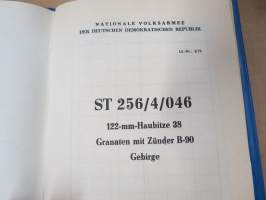 NATIONALE VOLKSARMEE
DER DEUTSCHEN DEMOKRATISCHEN REPUBLIK
ST 256/4/046
122-mm-Haubitze 38
Granaten mit Zünder B-90
Gebirge